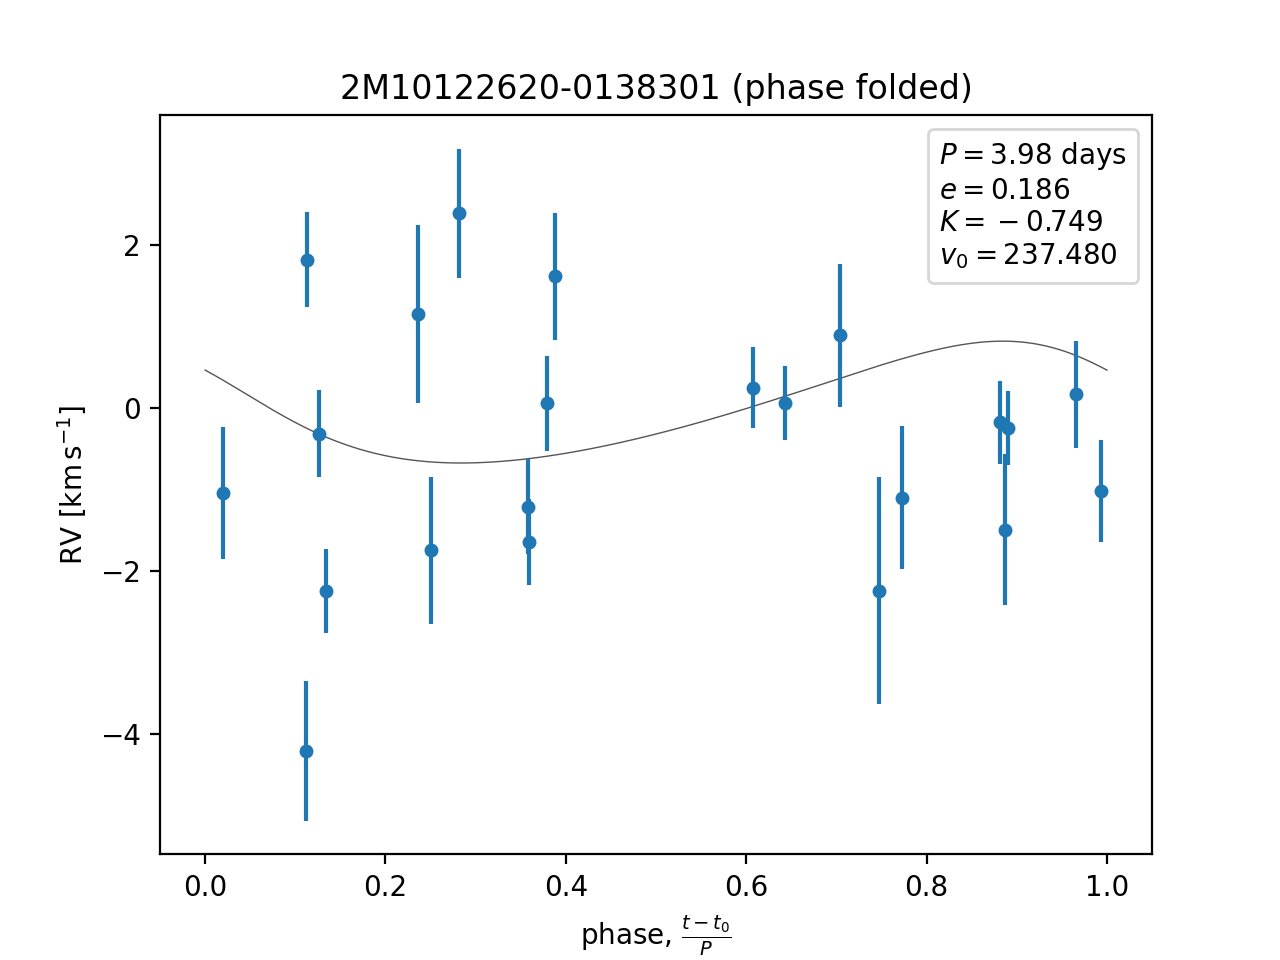 2M10122620-0138301 (phase folded)
P = 3.98 days
e = 0.186
K = −0.749
v₀ = 237.480
RV [km s⁻¹]
2
0
−2
−4
0.0 0.2 0.4 0.6 0.8 1.0
phase, (t − t₀)/P